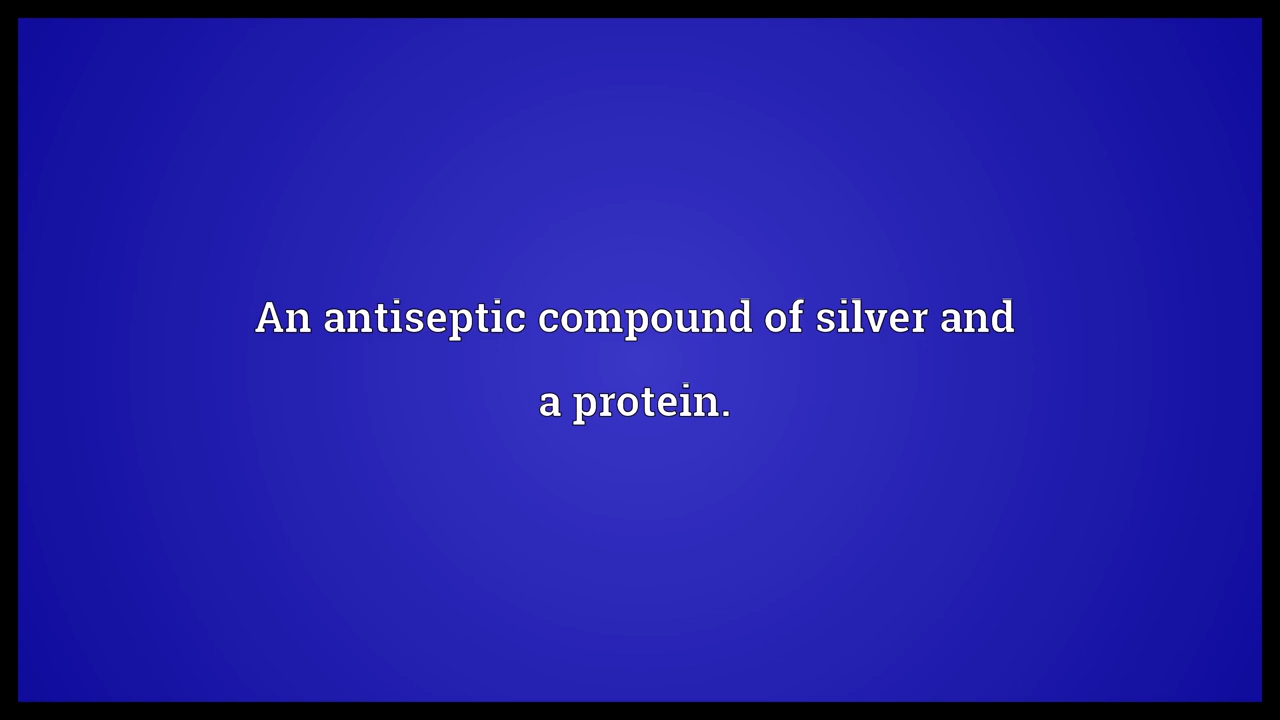 An antiseptic compound of silver and
a protein.